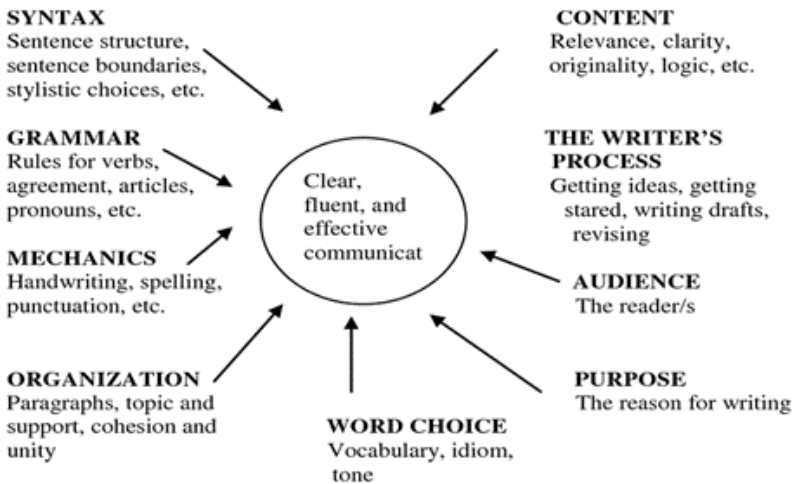 SYNTAX
Sentence structure,
sentence boundaries,
stylistic choices, etc.
GRAMMAR
Rules for verbs,
agreement, articles,
pronouns, etc.
MECHANICS
Handwriting, spelling,
punctuation, etc.
ORGANIZATION
Paragraphs, topic and
support, cohesion and
unity
Clear,
fluent, and
effective
communicat
WORD CHOICE
Vocabulary, idiom,
tone
CONTENT
Relevance, clarity,
originality, logic, etc.
THE WRITER'S
PROCESS
Getting ideas, getting
stared, writing drafts,
revising
AUDIENCE
The reader/s
PURPOSE
The reason for writing